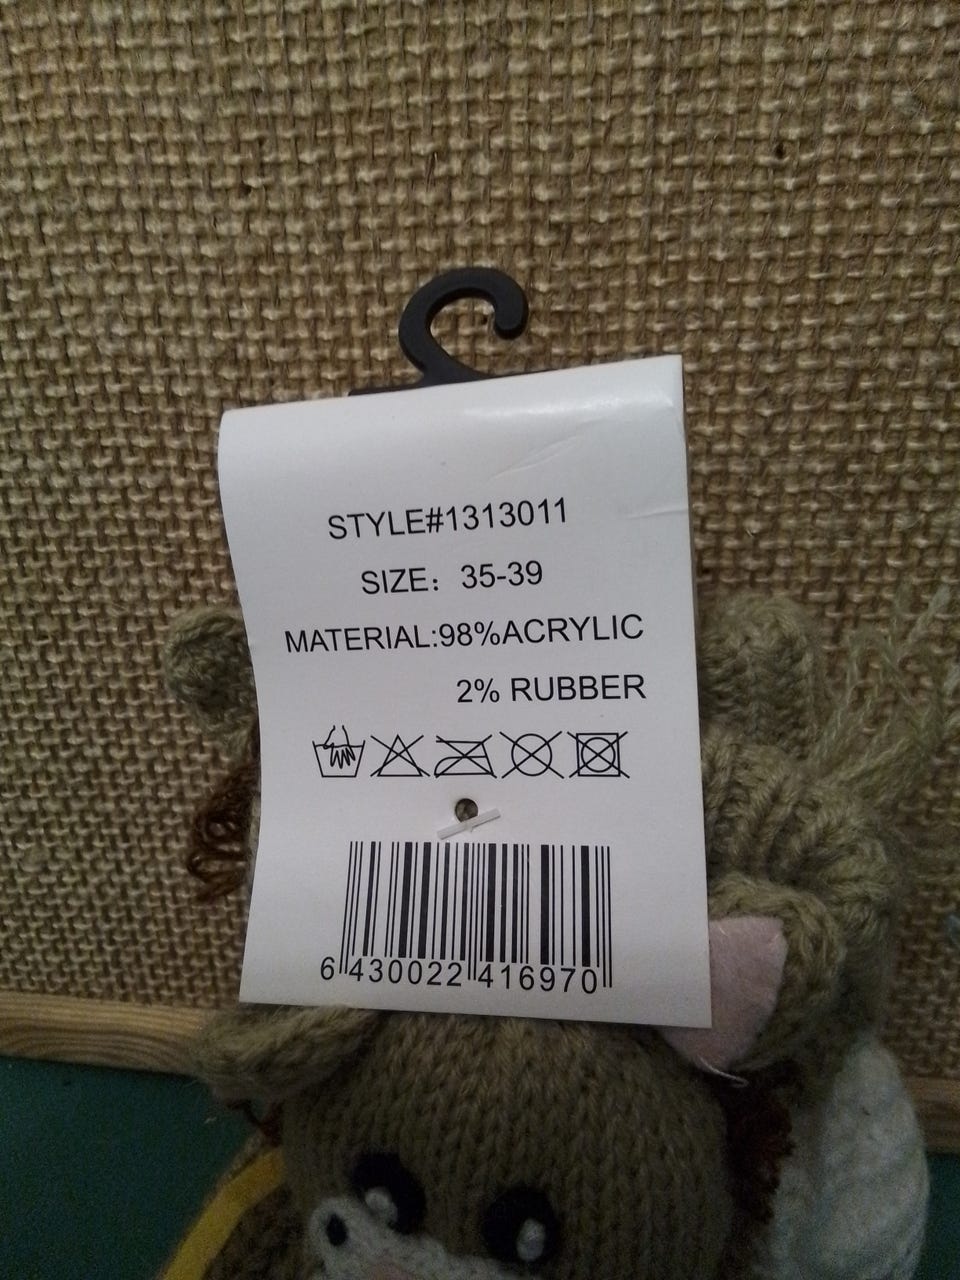 STYLE#1313011
SIZE: 35-39
MATERIAL:98%ACRYLIC
2% RUBBER
6 430022 416970